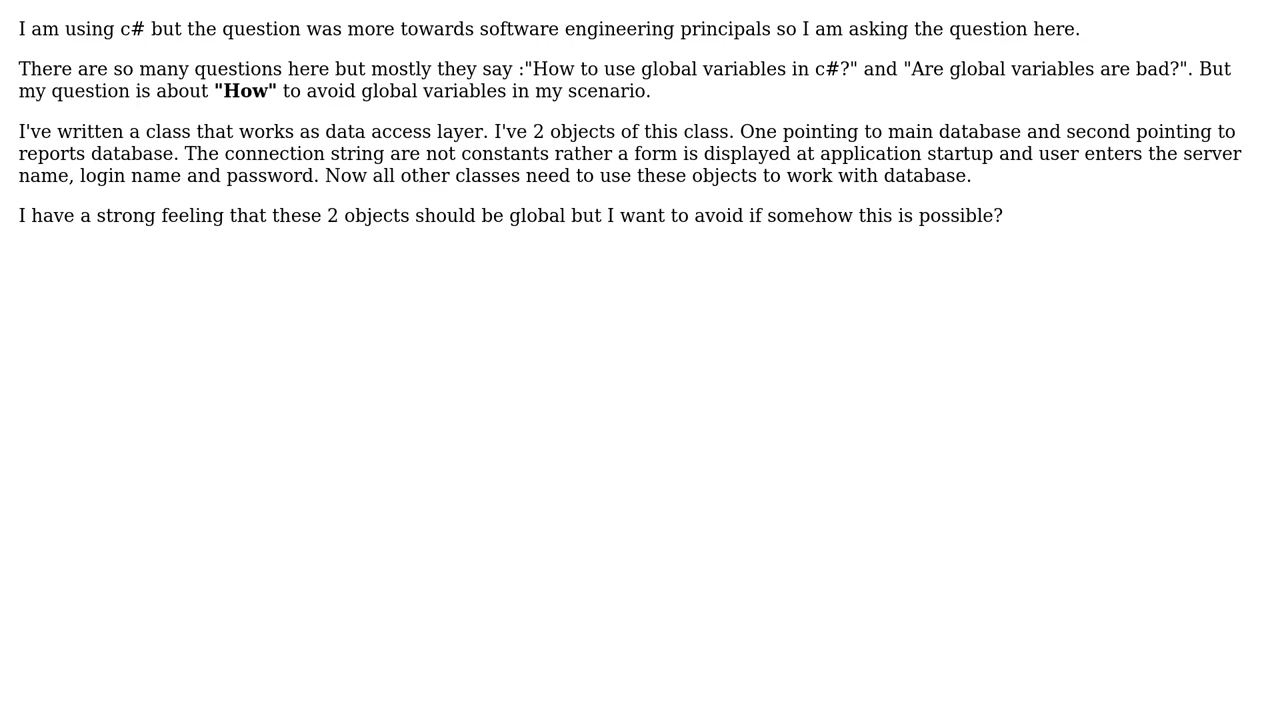 I am using c# but the question was more towards software engineering principals so I am asking the question here.
There are so many questions here but mostly they say :"How to use global variables in c#?" and "Are global variables are bad?". But
my question is about "How" to avoid global variables in my scenario.
I've written a class that works as data access layer. I've 2 objects of this class. One pointing to main database and second pointing to
reports database. The connection string are not constants rather a form is displayed at application startup and user enters the server
name, login name and password. Now all other classes need to use these objects to work with database.
I have a strong feeling that these 2 objects should be global but I want to avoid if somehow this is possible?